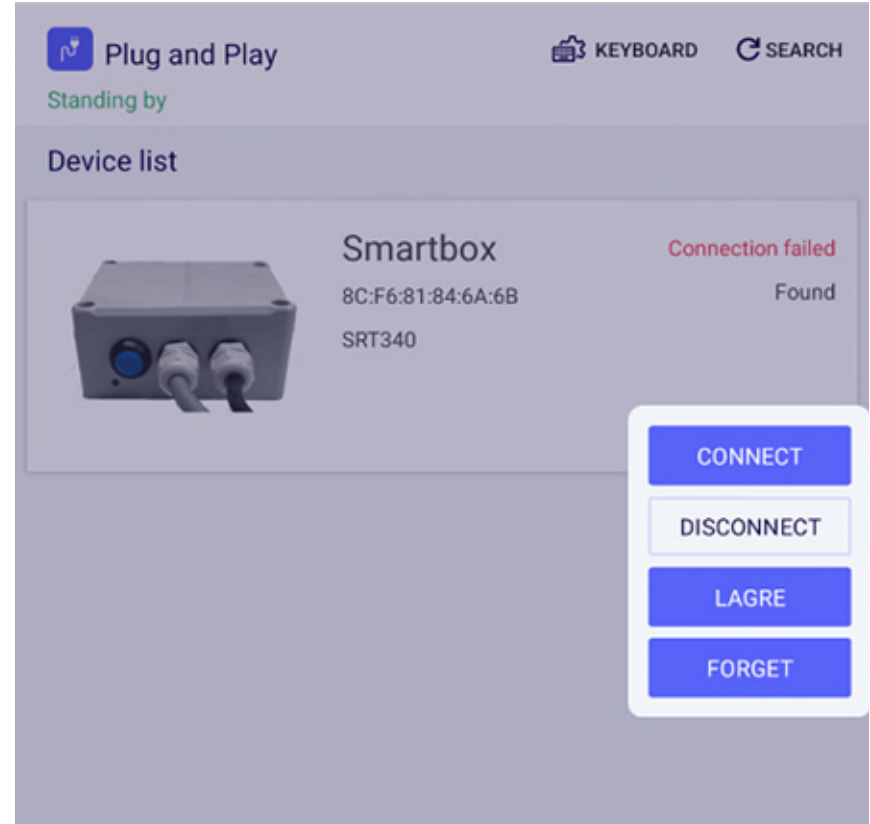 Plug and Play
KEYBOARD
SEARCH
Standing by
Device list
Smartbox
Connection failed
8C:F6:81:84:6A:6B
Found
SRT340
CONNECT
DISCONNECT
LAGRE
FORGET